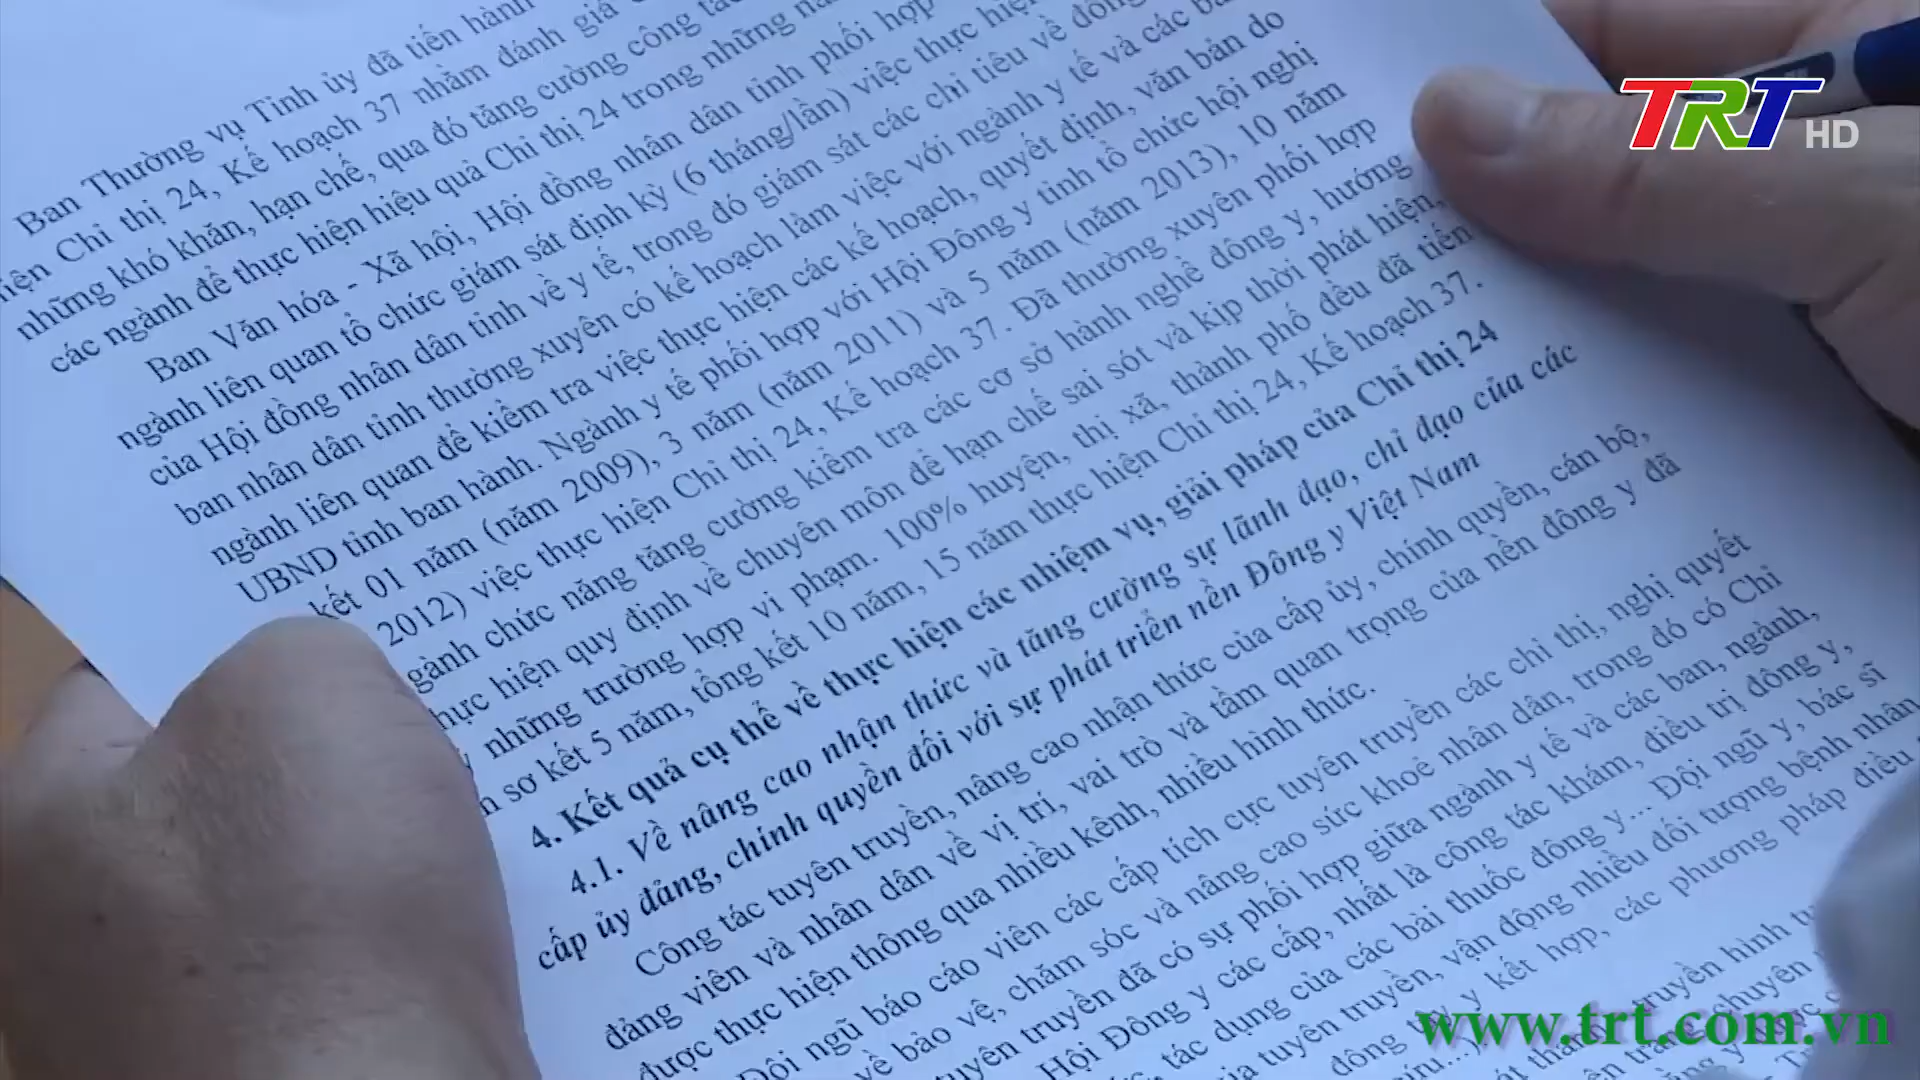 Ban Thường vụ Tỉnh ủy đã tiến hành
hiện Chỉ thị 24, Kế hoạch 37 nhằm đánh giá
những khó khăn, hạn chế, qua đó tăng cường công tác
các ngành để thực hiện hiệu quả Chỉ thị 24 trong những
Ban Văn hóa - Xã hội, Hội đồng nhân dân tỉnh phối hợp
ngành liên quan tổ chức giám sát định kỳ (6 tháng/lần) việc thực hiện
của Hội đồng nhân dân tỉnh về y tế, trong đó giám sát các chỉ tiêu về đông
ban nhân dân tỉnh thường xuyên có kế hoạch làm việc với ngành y tế và các
ngành liên quan để kiểm tra việc thực hiện các kế hoạch, quyết định, văn bản do
UBND tỉnh ban hành. Ngành y tế phối hợp với Hội Đông y tỉnh tổ chức hội nghị
kết 01 năm (năm 2009), 3 năm (năm 2011) và 5 năm (năm 2013), 10 năm
2012) việc thực hiện Chỉ thị 24, Kế hoạch 37. Đã thường xuyên phối hợp
ngành chức năng tăng cường kiểm tra các cơ sở hành nghề đông y, hướng
thực hiện quy định về chuyên môn để hạn chế sai sót và kịp thời phát hiện,
những trường hợp vi phạm. 100% huyện, thị xã, thành phố đều đã tiến
sơ kết 5 năm, tổng kết 10 năm, 15 năm thực hiện Chỉ thị 24, Kế hoạch 37.
4. Kết quả cụ thể về thực hiện các nhiệm vụ, giải pháp của Chỉ thị 24
4.1. Về nâng cao nhận thức và tăng cường sự lãnh đạo, chỉ đạo của các
cấp ủy đảng, chính quyền đối với sự phát triển nền Đông y Việt Nam
Công tác tuyên truyền, nâng cao nhận thức của cấp ủy, chính quyền, cán bộ,
đảng viên và nhân dân về vị trí, vai trò và tầm quan trọng của nền đông y đã
được thực hiện thông qua nhiều kênh, nhiều hình thức.
Đội ngũ báo cáo viên các cấp tích cực tuyên truyền các chỉ thị, nghị quyết
về bảo vệ, chăm sóc và nâng cao sức khoẻ nhân dân, trong đó có Chỉ
tuyên truyền đã có sự phối hợp giữa ngành y tế và các ban, ngành,
Hội Đông y các cấp, nhất là công tác khám, điều trị đông y,
tác dụng của các bài thuốc đông y... Đội ngũ y, bác sĩ
tuyên truyền, vận động nhiều đối tượng bệnh nhân
đông tây y kết hợp, các phương pháp điều
truyền hình
chuyên
TRT HD
www.trt.com.vn